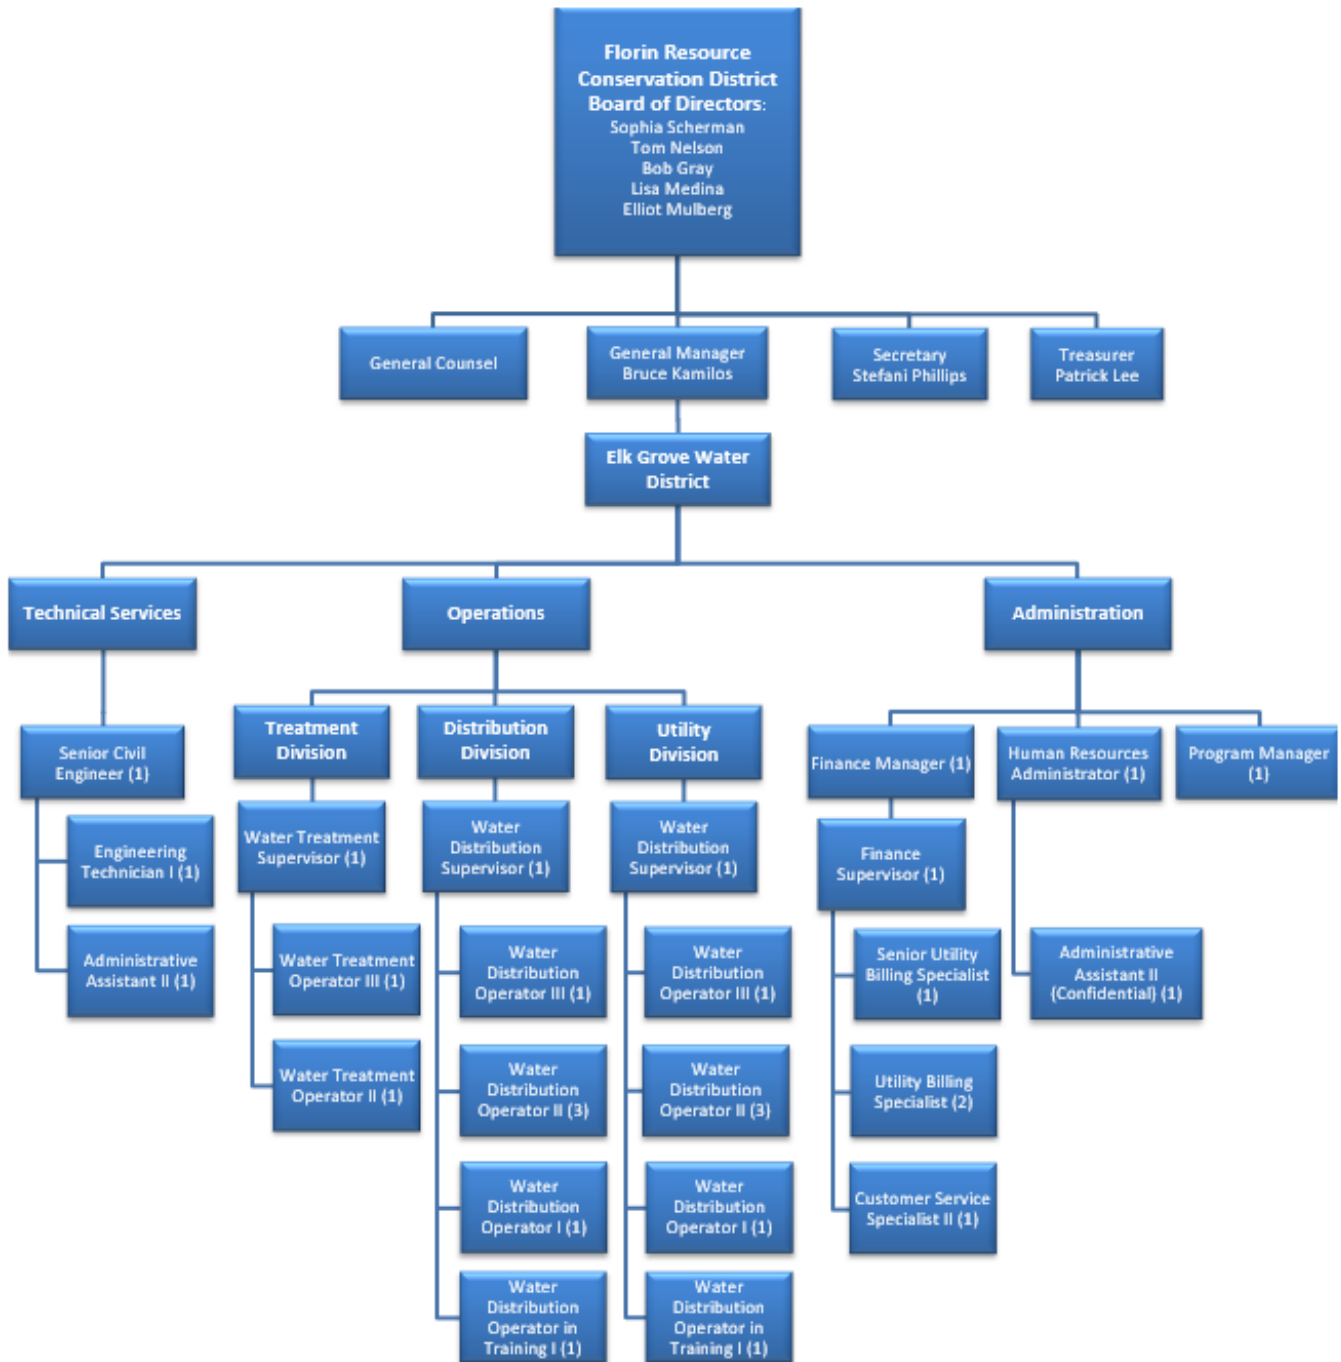 Florin Resource
Conservation District
Board of Directors:
Sophia Scherman
Tom Nelson
Bob Gray
Lisa Medina
Elliot Mulberg
General Counsel
General Manager
Bruce Kamilos
Secretary
Stefani Phillips
Treasurer
Patrick Lee
Elk Grove Water
District
Technical Services
Operations
Administration
Senior Civil
Engineer (1)
Engineering
Technician I (1)
Administrative
Assistant II (1)
Treatment
Division
Water Treatment
Supervisor (1)
Water Treatment
Operator III (1)
Water Treatment
Operator II (1)
Distribution
Division
Water
Distribution
Supervisor (1)
Water
Distribution
Operator III (1)
Water
Distribution
Operator II (3)
Water
Distribution
Operator I (1)
Water
Distribution
Operator in
Training I (1)
Utility
Division
Water
Distribution
Supervisor (1)
Water
Distribution
Operator III (1)
Water
Distribution
Operator II (3)
Water
Distribution
Operator I (1)
Water
Distribution
Operator in
Training I (1)
Finance Manager (1)
Finance
Supervisor (1)
Senior Utility
Billing Specialist
(1)
Utility Billing
Specialist (2)
Customer Service
Specialist II (1)
Human Resources
Administrator (1)
Administrative
Assistant II
(Confidential) (1)
Program Manager
(1)